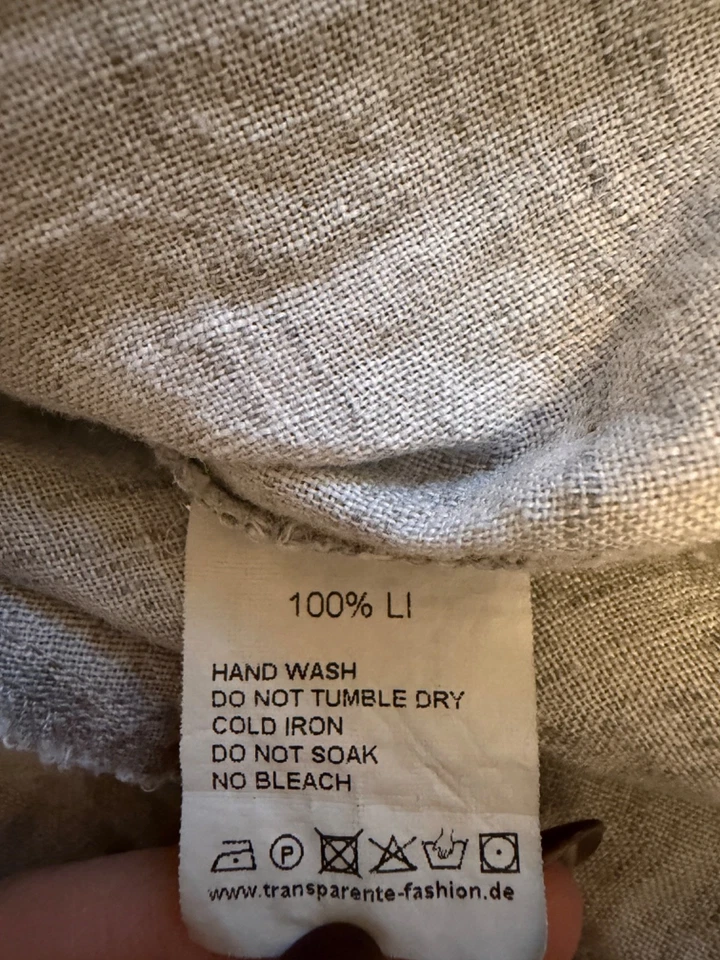 100% LI
HAND WASH
DO NOT TUMBLE DRY
COLD IRON
DO NOT SOAK
NO BLEACH
P
www.transparente-fashion.de